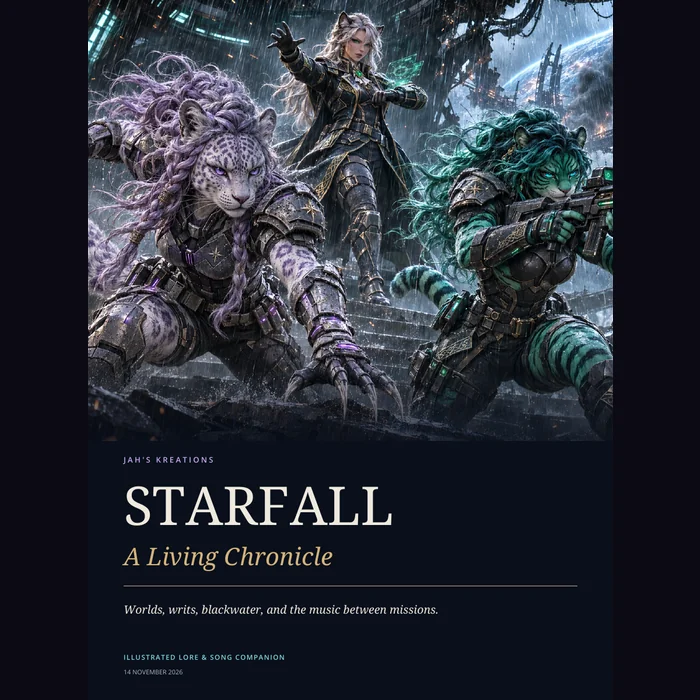 JAH'S KREATIONS
STARFALL
A Living Chronicle
Worlds, writs, blackwater, and the music between missions.
ILLUSTRATED LORE & SONG COMPANION
14 NOVEMBER 2026